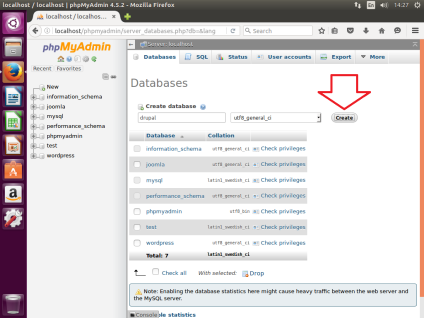 localhost / localhost | phpMyAdmin 4.5.2 - Mozilla Firefox
En
14:27
localhost / localhost
localhost/phpmyadmin/server_databases.php?db=&lang
Search
phpMyAdmin
Recent Favorites
New
information_schema
joomla
mysql
performance_schema
phpmyadmin
test
wordpress
Server: localhost
Databases
SQL
Status
User accounts
Export
More
Databases
Create database
drupal
utf8_general_ci
Create
Database Collation
information_schema utf8_general_ci Check privileges
joomla utf8_general_ci Check privileges
mysql latin1_swedish_ci Check privileges
performance_schema utf8_general_ci Check privileges
phpmyadmin utf8_bin Check privileges
test latin1_swedish_ci Check privileges
wordpress utf8_general_ci Check privileges
Total: 7 latin1_swedish_ci
Check all With selected: Drop
Note: Enabling the database statistics here might cause heavy traffic between the web server and
the MySQL server.
Console
le statistics